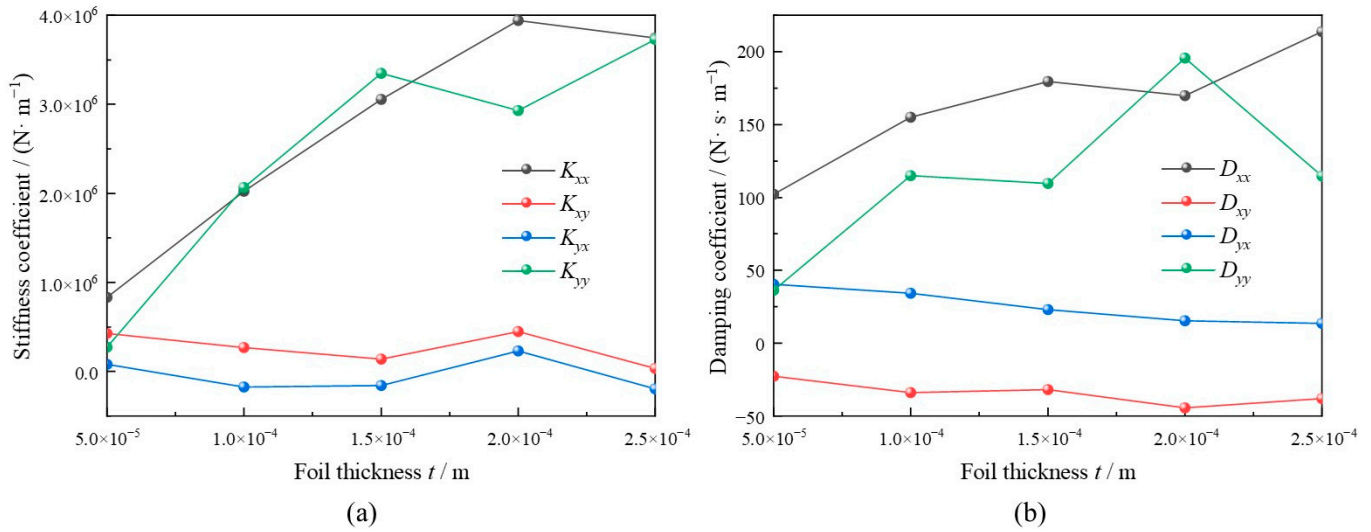 Stiffness coefficient / (N· m⁻¹)
4.0×10⁶
3.0×10⁶
2.0×10⁶
1.0×10⁶
0.0
Kxx
Kxy
Kyx
Kyy
5.0×10⁻⁵ 1.0×10⁻⁴ 1.5×10⁻⁴ 2.0×10⁻⁴ 2.5×10⁻⁴
Foil thickness t / m
(a)
Damping coefficient / (N· s· m⁻¹)
200
150
100
50
0
−50
Dxx
Dxy
Dyx
Dyy
5.0×10⁻⁵ 1.0×10⁻⁴ 1.5×10⁻⁴ 2.0×10⁻⁴ 2.5×10⁻⁴
Foil thickness t / m
(b)